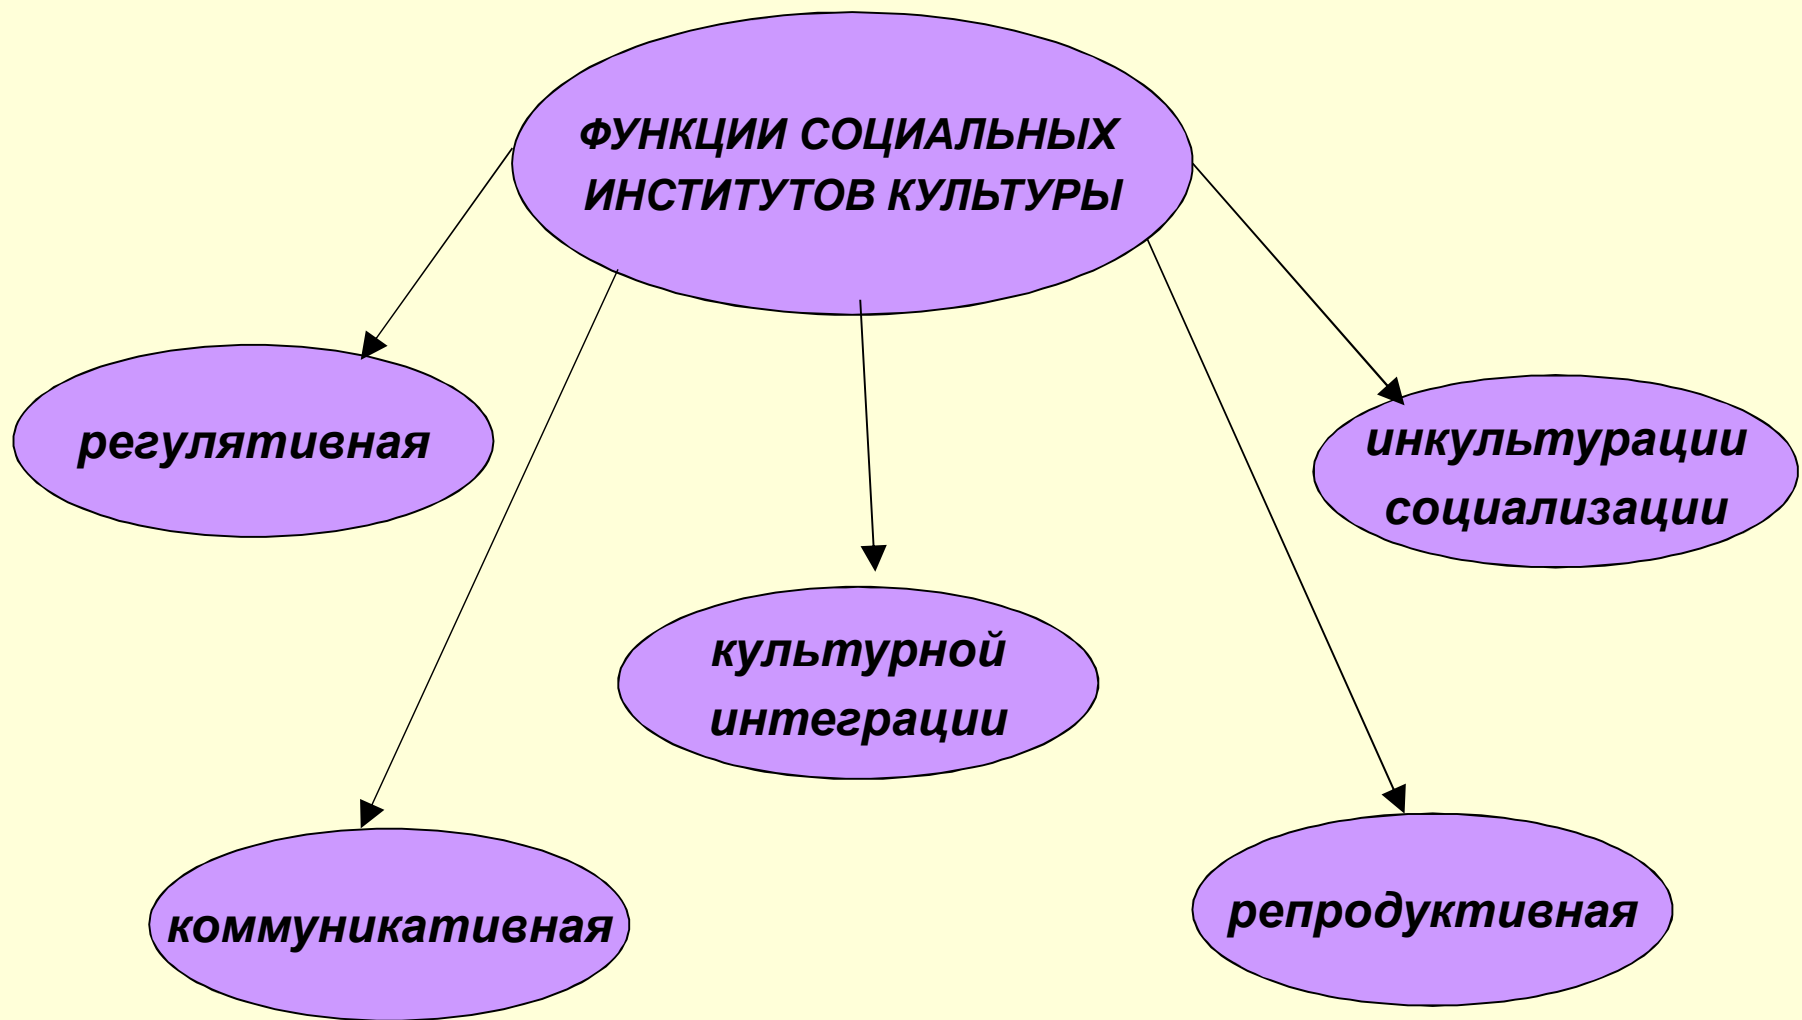 ФУНКЦИИ СОЦИАЛЬНЫХ
ИНСТИТУТОВ КУЛЬТУРЫ
регулятивная
инкультурации
социализации
культурной
интеграции
коммуникативная
репродуктивная